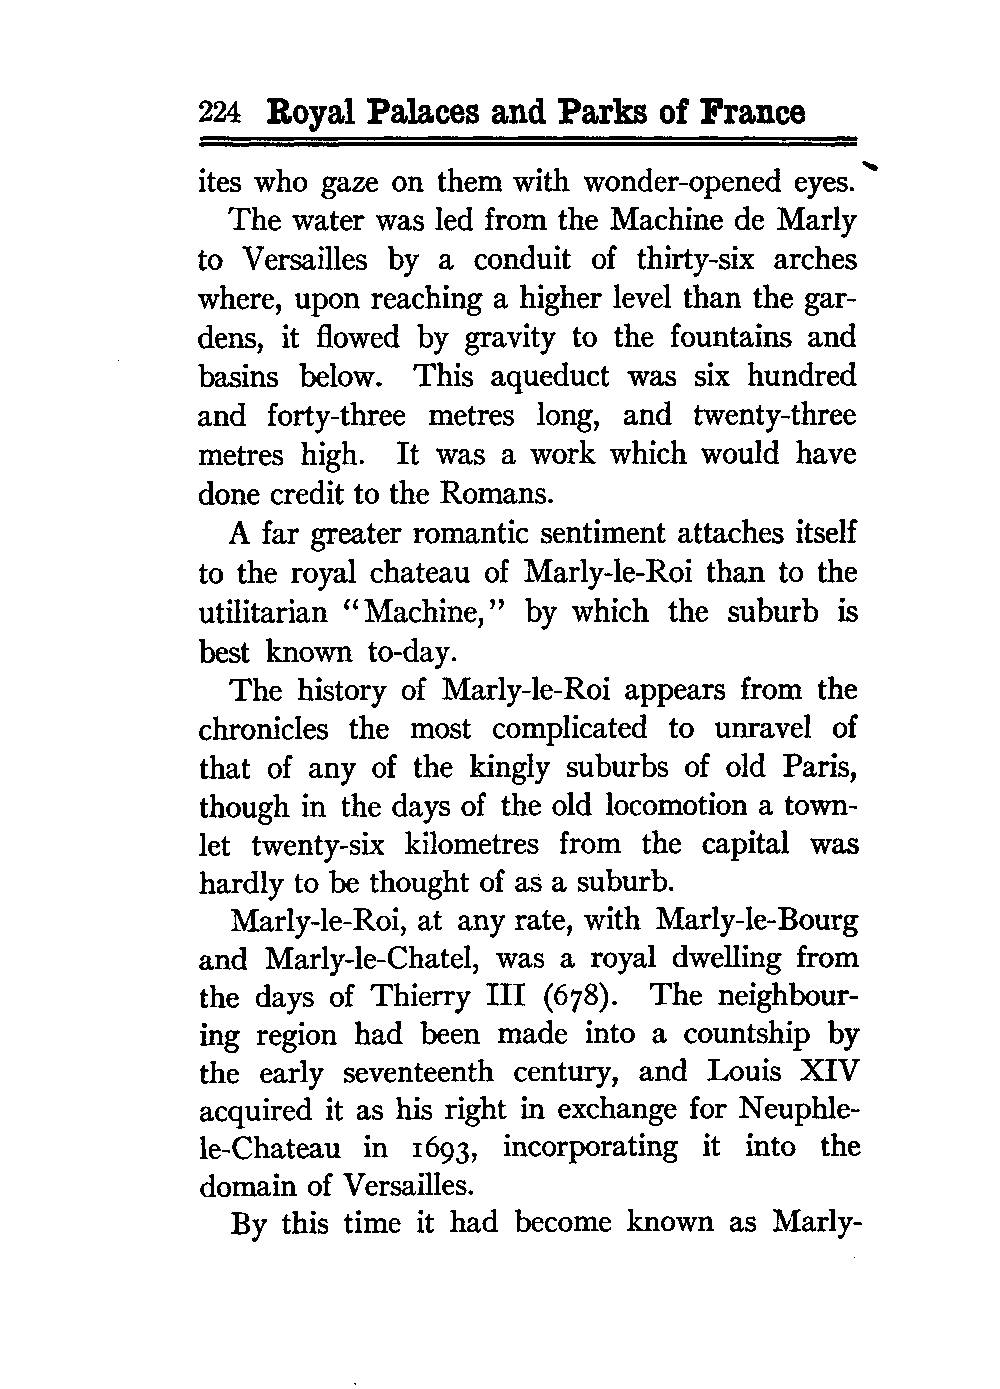 224 Royal Palaces and Parks of France
ites who gaze on them with wonder-opened eyes.
The water was led from the Machine de Marly
to Versailles by a conduit of thirty-six arches
where, upon reaching a higher level than the gar-
dens, it flowed by gravity to the fountains and
basins below. This aqueduct was six hundred
and forty-three metres long, and twenty-three
metres high. It was a work which would have
done credit to the Romans.
A far greater romantic sentiment attaches itself
to the royal chateau of Marly-le-Roi than to the
utilitarian “Machine,” by which the suburb is
best known to-day.
The history of Marly-le-Roi appears from the
chronicles the most complicated to unravel of
that of any of the kingly suburbs of old Paris,
though in the days of the old locomotion a town-
let twenty-six kilometres from the capital was
hardly to be thought of as a suburb.
Marly-le-Roi, at any rate, with Marly-le-Bourg
and Marly-le-Chatel, was a royal dwelling from
the days of Thierry III (678). The neighbour-
ing region had been made into a countship by
the early seventeenth century, and Louis XIV
acquired it as his right in exchange for Neuphle-
le-Chateau in 1693, incorporating it into the
domain of Versailles.
By this time it had become known as Marly-